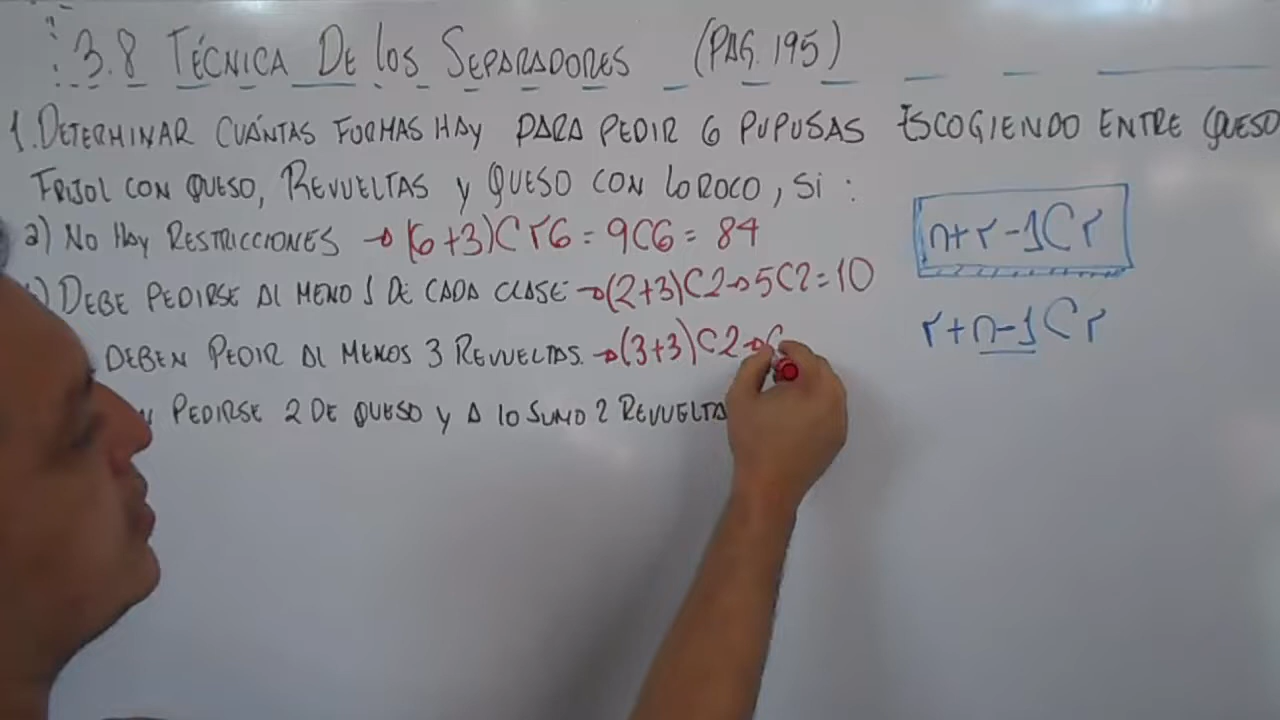 3.8 TÉCNICA DE LOS SEPARADORES (PAG. 195)
1. DETERMINAR CUÁNTAS FORMAS HAY PARA PEDIR 6 PUPUSAS ESCOGIENDO ENTRE QUESO
FRIJOL CON QUESO, REVUELTAS Y QUESO CON LOROCO, SI :
a) NO HAY RESTRICCIONES → (6+3)Cr6 = 9C6 = 84
) DEBE PEDIRSE AL MENO 1 DE CADA CLASE → (2+3)C2 → 5C2 = 10
DEBEN PEDIR AL MENOS 3 REVUELTAS. → (3+3)C2 →
PEDIRSE 2 DE QUESO Y A LO SUMO 2 REVUELTA
n+r-1Cr
r+n-1Cr